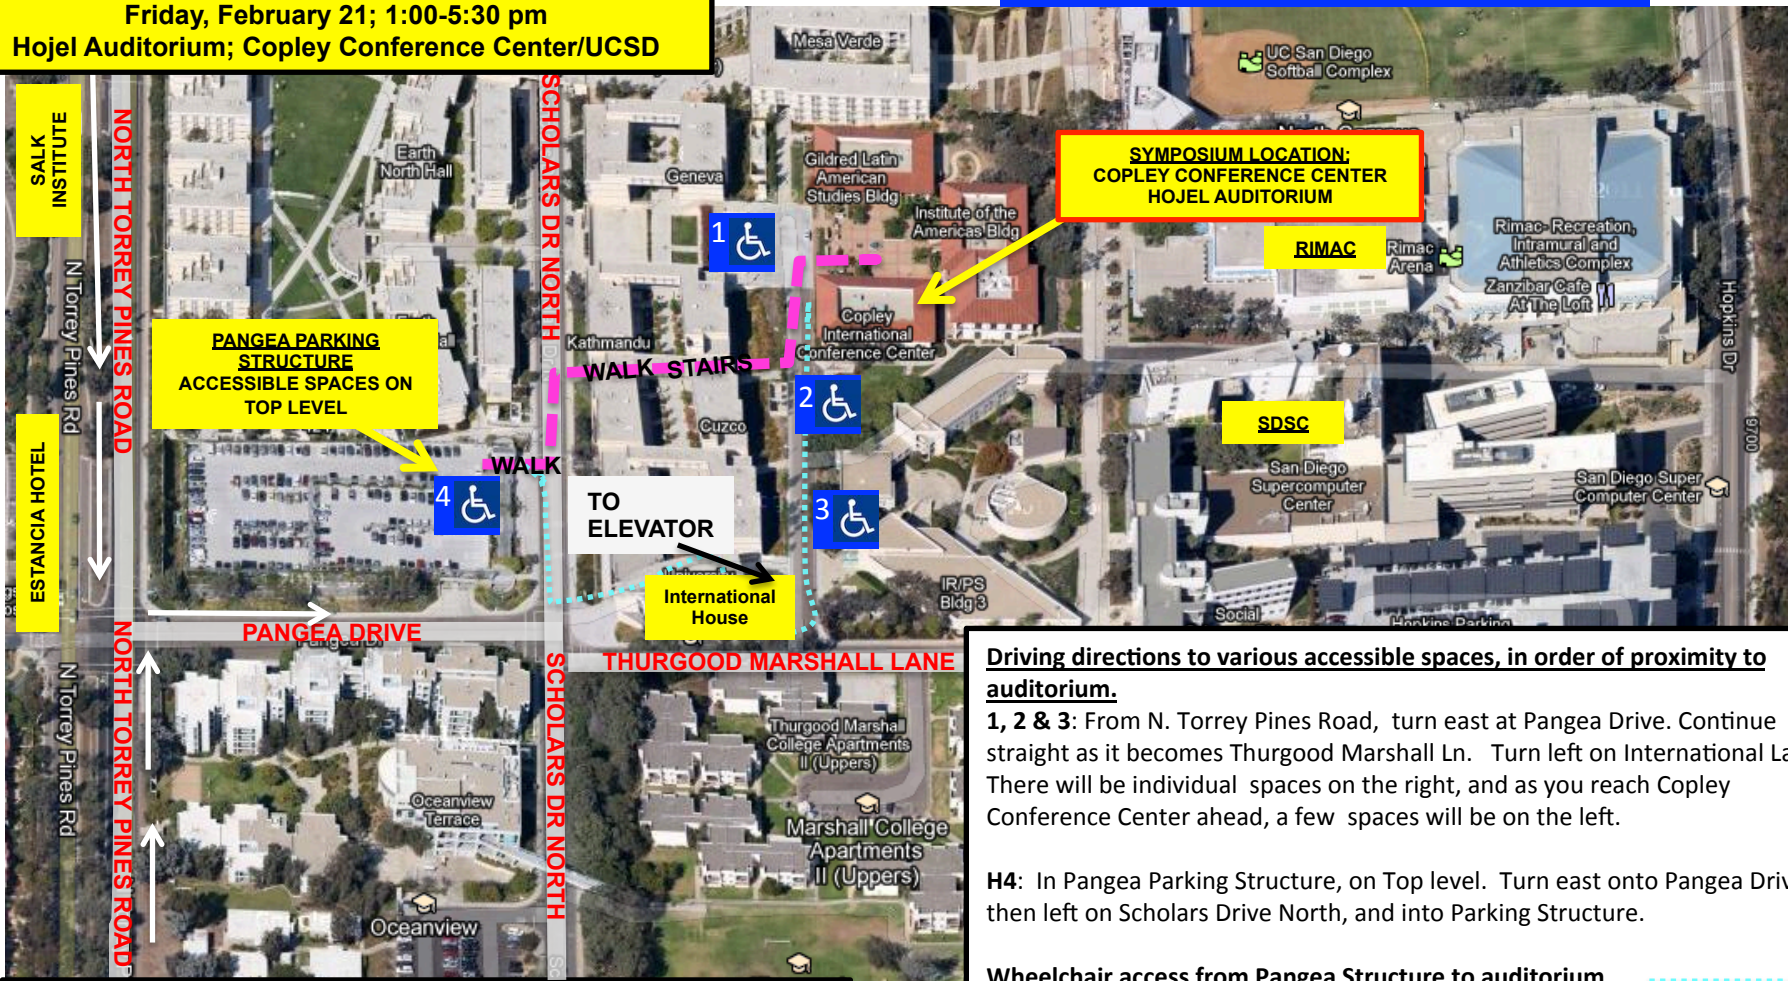 Friday, February 21; 1:00-5:30 pm
Hojel Auditorium; Copley Conference Center/UCSD
Mesa Verde
UC San Diego
Softball Complex
SALK
INSTITUTE
NORTH TORREY PINES ROAD
SCHOLARS DR NORTH
Earth
North Hall
Geneva
Gildred Latin
American
Studies Bldg
Institute of the
Americas Bldg
SYMPOSIUM LOCATION:
COPLEY CONFERENCE CENTER
HOJEL AUDITORIUM
RIMAC
Rimac
Arena
Rimac- Recreation,
Intramural and
Athletics Complex
Zanzibar Cafe
At The Loft
Hopkins Dr
1
N Torrey Pines Rd
PANGEA PARKING
STRUCTURE
ACCESSIBLE SPACES ON
TOP LEVEL
Kathmandu
WALK STAIRS
Copley
International
Conference Center
2
Cuzco
SDSC
9700
ESTANCIA HOTEL
WALK
4
TO
ELEVATOR
3
San Diego
Supercomputer
Center
San Diego Super
Computer Center
International
House
IR/PS
Bldg 3
Social
Hopkins Parking
PANGEA DRIVE
Pangea Dr
THURGOOD MARSHALL LANE
NORTH TORREY PINES ROAD
N Torrey Pines Rd
SCHOLARS DR NORTH
Thurgood Marshall
College Apartments
II (Uppers)
Oceanview
Terrace
Marshall College
Apartments
II (Uppers)
Oceanview
Driving directions to various accessible spaces, in order of proximity to
auditorium.
1, 2 & 3: From N. Torrey Pines Road, turn east at Pangea Drive. Continue
straight as it becomes Thurgood Marshall Ln. Turn left on International La
There will be individual spaces on the right, and as you reach Copley
Conference Center ahead, a few spaces will be on the left.
H4: In Pangea Parking Structure, on Top level. Turn east onto Pangea Driv
then left on Scholars Drive North, and into Parking Structure.
Wheelchair access from Pangea Structure to auditorium